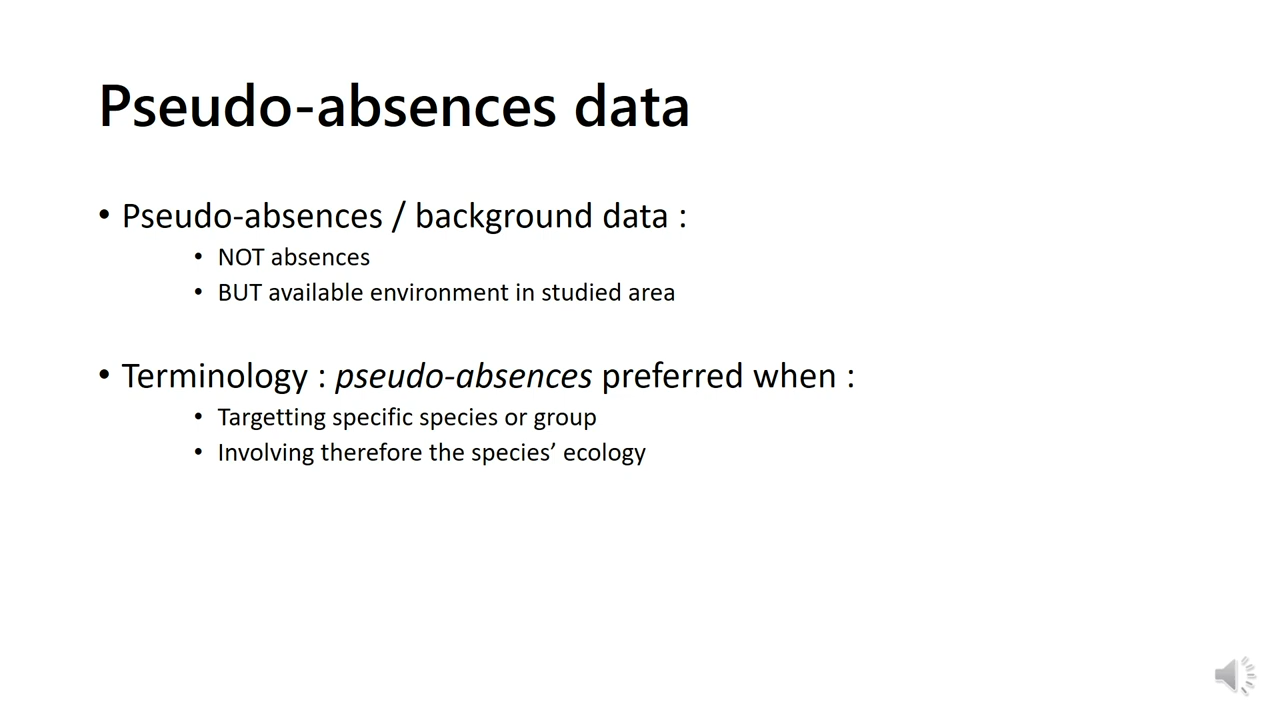 Pseudo-absences data
• Pseudo-absences / background data :
• NOT absences
• BUT available environment in studied area
• Terminology : pseudo-absences preferred when :
• Targetting specific species or group
• Involving therefore the species’ ecology